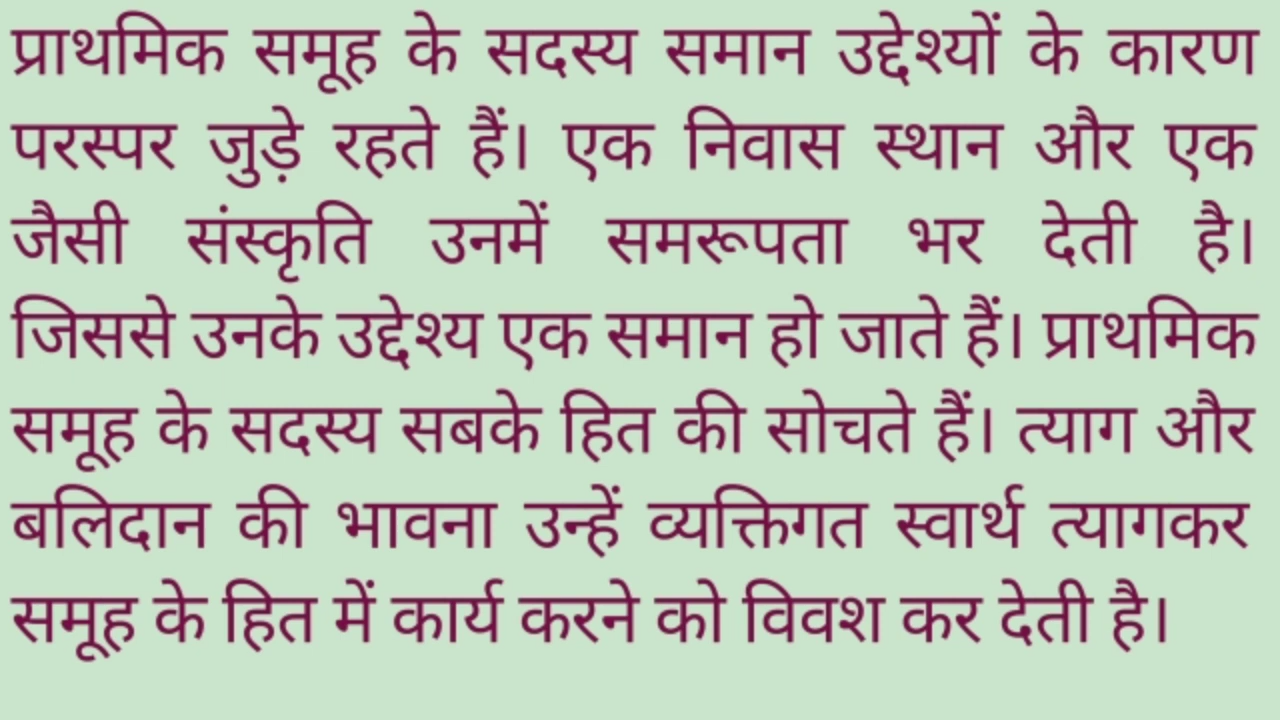 प्राथमिक समूह के सदस्य समान उद्देश्यों के कारण
परस्पर जुड़े रहते हैं। एक निवास स्थान और एक
जैसी संस्कृति उनमें समरूपता भर देती है।
जिससे उनके उद्देश्य एक समान हो जाते हैं। प्राथमिक
समूह के सदस्य सबके हित की सोचते हैं। त्याग और
बलिदान की भावना उन्हें व्यक्तिगत स्वार्थ त्यागकर
समूह के हित में कार्य करने को विवश कर देती है।